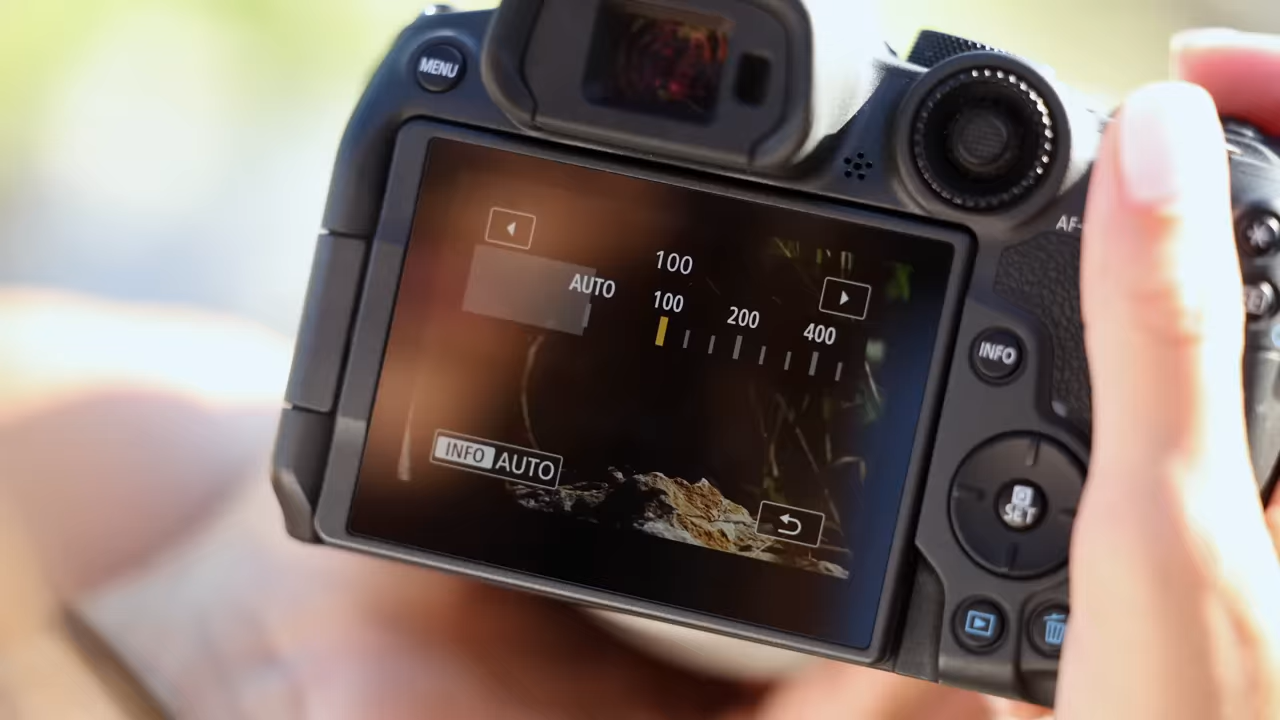 MENU
100
AUTO
100 200 400
INFO AUTO
AF-
INFO
SET